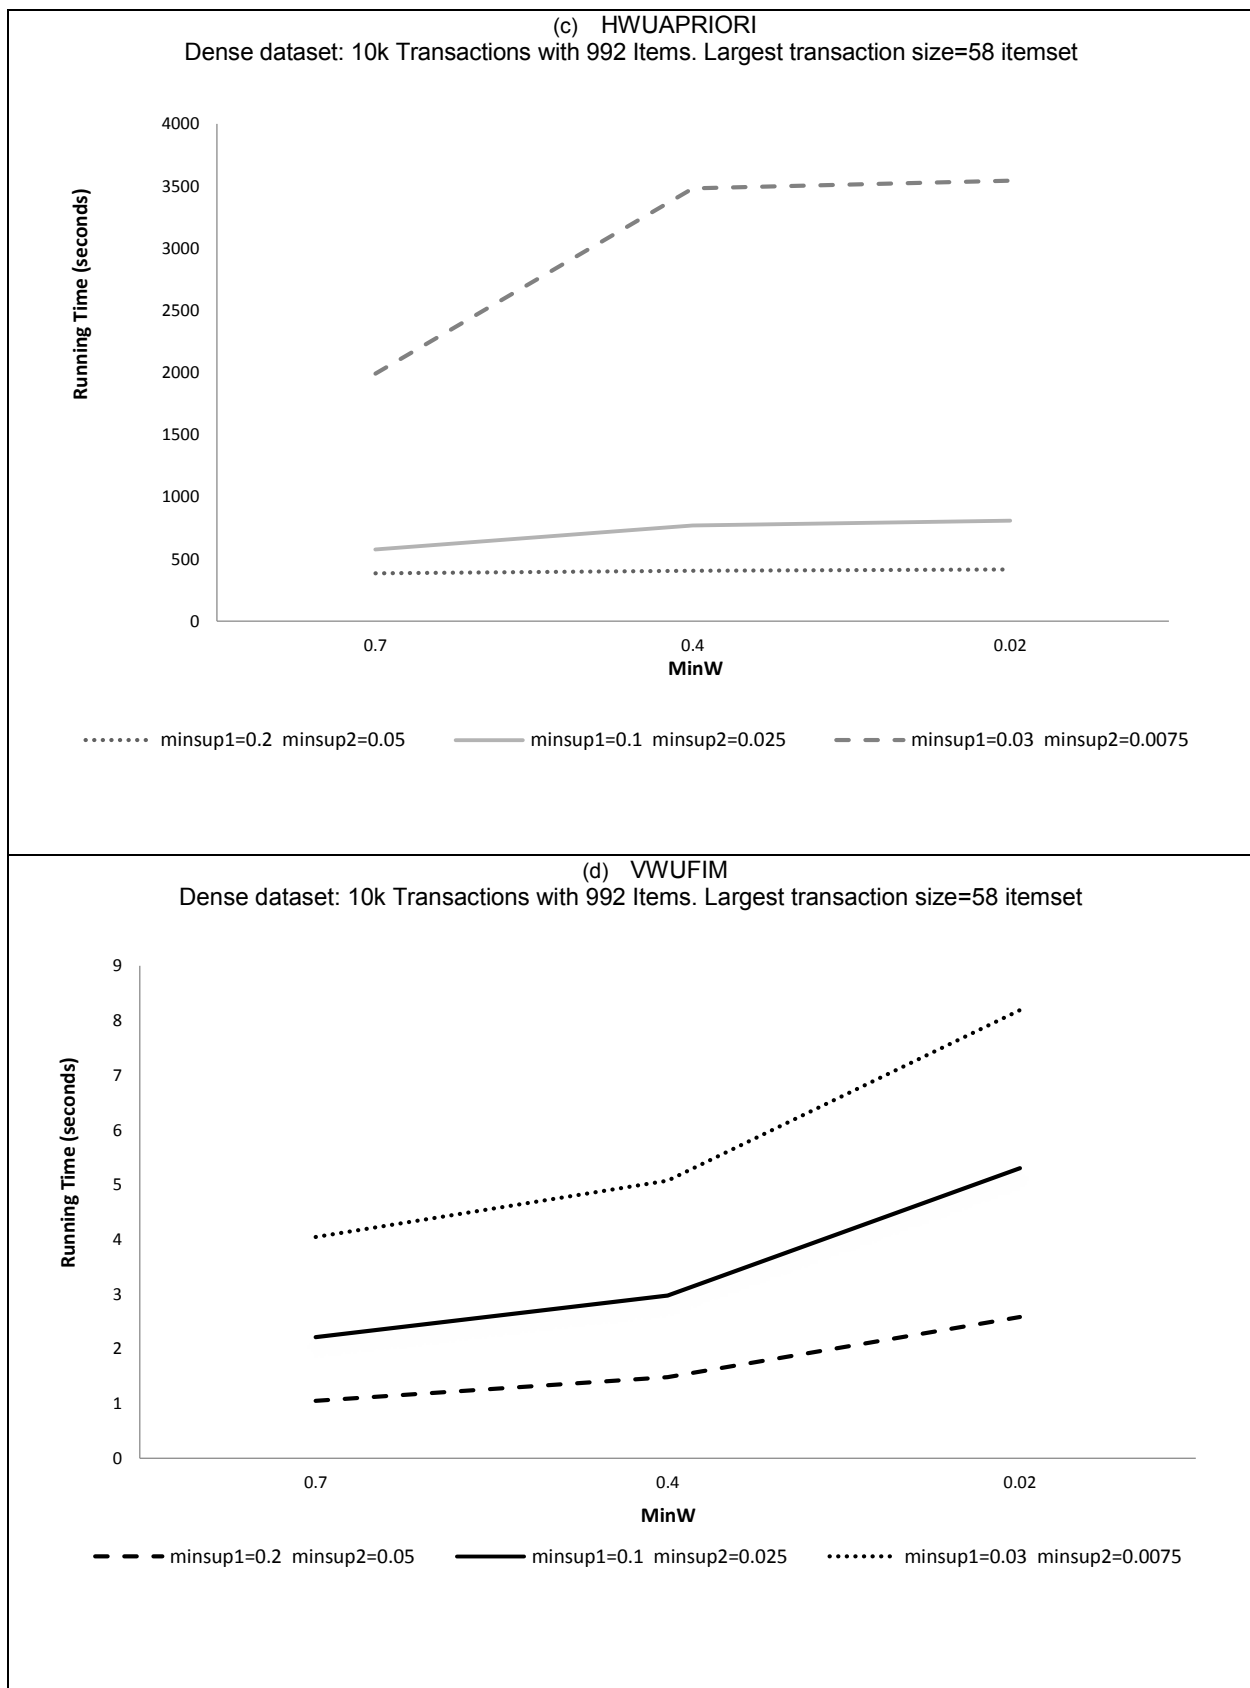 (c) HWUAPRIORI
Dense dataset: 10k Transactions with 992 Items. Largest transaction size=58 itemset
4000
3500
3000
2500
2000
1500
1000
500
0
Running Time (seconds)
0.7 0.4 0.02
MinW
minsup1=0.2 minsup2=0.05 minsup1=0.1 minsup2=0.025 minsup1=0.03 minsup2=0.0075
(d) VWUFIM
Dense dataset: 10k Transactions with 992 Items. Largest transaction size=58 itemset
9
8
7
6
5
4
3
2
1
0
Running Time (seconds)
0.7 0.4 0.02
MinW
minsup1=0.2 minsup2=0.05 minsup1=0.1 minsup2=0.025 minsup1=0.03 minsup2=0.0075